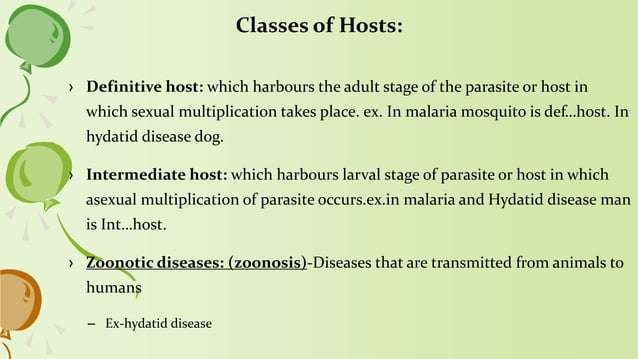 Classes of Hosts:
› Definitive host: which harbours the adult stage of the parasite or host in
which sexual multiplication takes place. ex. In malaria mosquito is def...host. In
hydatid disease dog.
› Intermediate host: which harbours larval stage of parasite or host in which
asexual multiplication of parasite occurs.ex.in malaria and Hydatid disease man
is Int...host.
› Zoonotic diseases: (zoonosis)-Diseases that are transmitted from animals to
humans
– Ex-hydatid disease